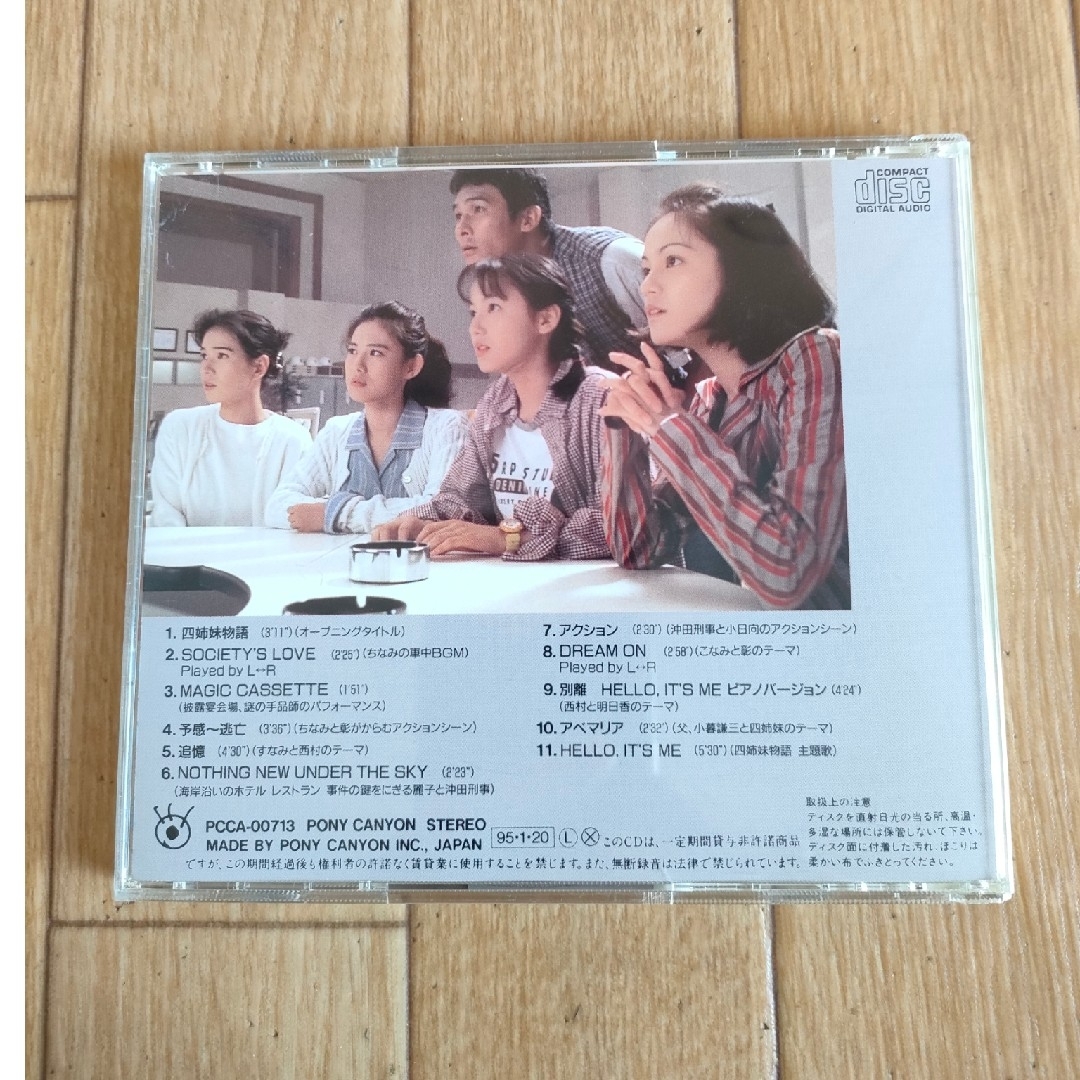 COMPACT
disc
DIGITAL AUDIO
1. 四姉妹物語 (3'11") (オープニングタイトル)
2. SOCIETY'S LOVE (2'25") (ちなみの車中BGM)
Played by L↔R
3. MAGIC CASSETTE (1'51")
(披露宴会場、謎の手品師のパフォーマンス)
4. 予感〜逃亡 (3'36") (ちなみと彰がからむアクションシーン)
5. 追憶 (4'30") (すなみと西村のテーマ)
6. NOTHING NEW UNDER THE SKY (2'23")
(海岸沿いのホテル レストラン 事件の鍵をにぎる麗子と沖田刑事)
7. アクション (2'30") (沖田刑事と小日向のアクションシーン)
8. DREAM ON (2'58") (こなみと彰のテーマ)
Played by L↔R
9. 別離 HELLO, IT'S ME ピアノバージョン (4'24")
(西村と明日香のテーマ)
10. アベマリア (2'32") (父、小暮謙三と四姉妹のテーマ)
11. HELLO, IT'S ME (5'30") (四姉妹物語 主題歌)
PCCA-00713 PONY CANYON STEREO
MADE BY PONY CANYON INC., JAPAN
95・1・20 Ⓛ Ⓧ このCDは、一定期間貸与非許諾商品
ですが、この期間経過後も権利者の許諾なく賃貸業に使用することを禁じます。また、無断録音は法律で禁じられています。
取扱上の注意
ディスクを直射日光の当る所、高温・
多湿な場所には保管しないで下さい。
ディスク面に付着した汚れ、ほこりは
柔かい布でふきとってください。